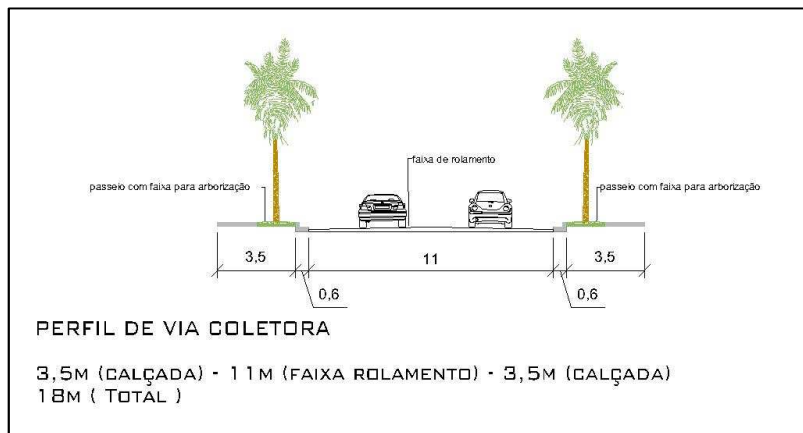 faixa de rolamento
passeio com faixa para arborização
passeio com faixa para arborização
3,5
11
3,5
0,6
0,6
PERFIL DE VIA COLETORA
3,5M (CALÇADA) - 11M (FAIXA ROLAMENTO) - 3,5M (CALÇADA)
18M ( TOTAL )